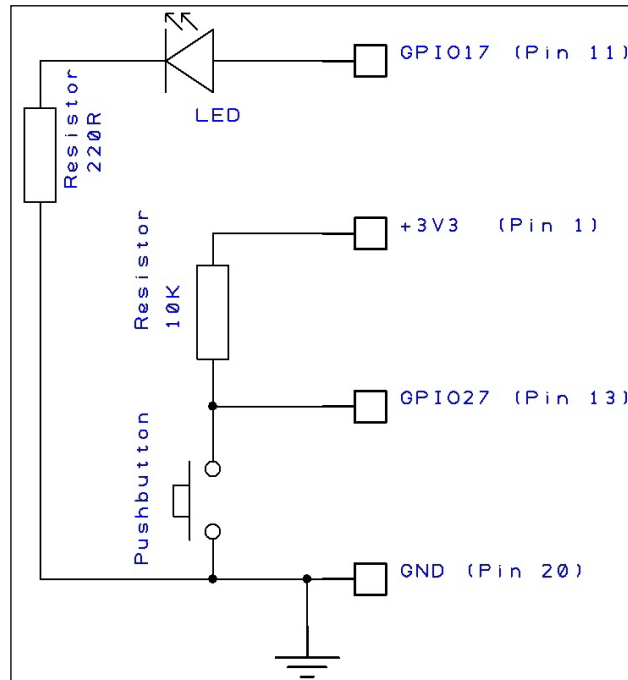 GPIO17 (Pin 11)
LED
Resistor
220R
+3V3 (Pin 1)
Resistor
10K
GPIO27 (Pin 13)
Pushbutton
GND (Pin 20)